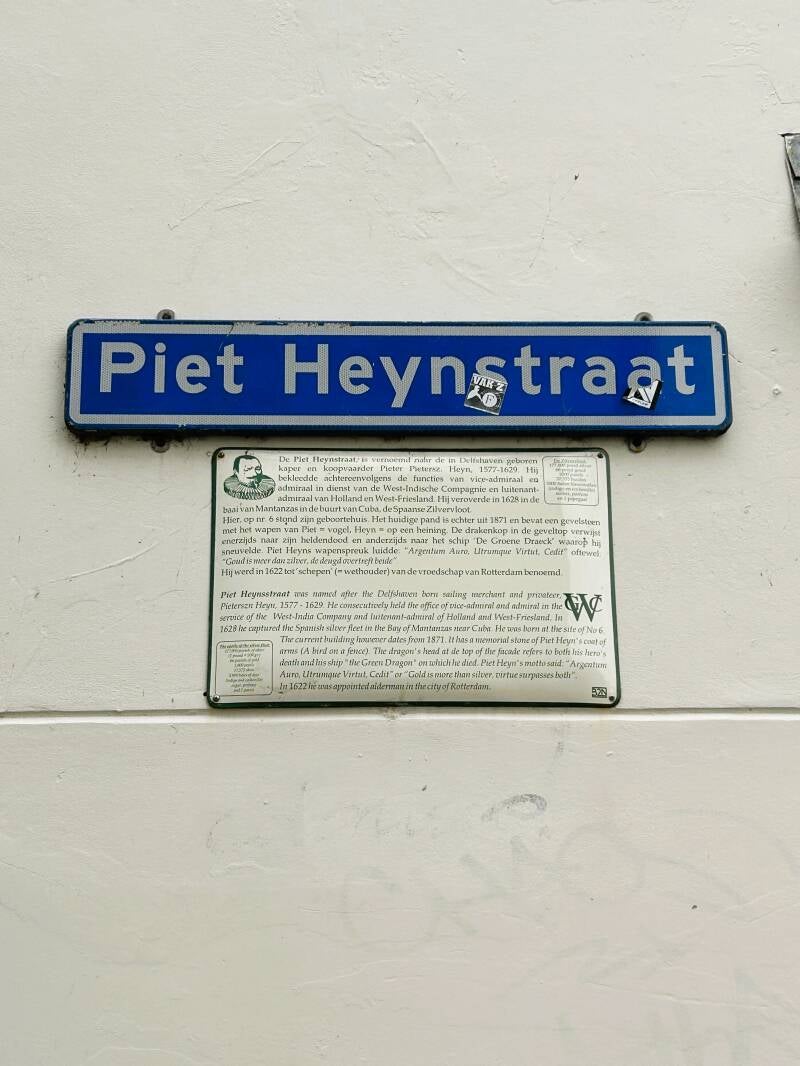 Piet Heynstraat
VAK Z
De Piet Heynstraat, is vernoemd naar de in Delfshaven geboren
kaper en koopvaarder Pieter Pietersz. Heyn, 1577-1629. Hij
bekleedde achtereenvolgens de functies van vice-admiraal en
admiraal in dienst van de West-Indische Compagnie en luitenant-
admiraal van Holland en West-Friesland. Hij veroverde in 1628 in de
baai van Mantanzas in de buurt van Cuba, de Spaanse Zilvervloot.
Hier, op nr. 6 stond zijn geboortehuis. Het huidige pand is echter uit 1871 en bevat een gevelsteen
met het wapen van Piet = vogel, Heyn = op een heining. De drakenkop in de geveltop verwijst
enerzijds naar zijn heldendood en anderzijds naar het schip 'De Groene Draeck' waarop hij
sneuvelde. Piet Heyns wapenspreuk luidde: "Argentum Auro, Utrumque Virtut, Cedit" oftewel
"Goud is meer dan zilver, de deugd overtreft beide"
Hij werd in 1622 tot 'schepen' (= wethouder) van de vroedschap van Rotterdam benoemd.
Piet Heynsstraat was named after the Delfshaven born sailing merchant and privateer,
Pieterszn Heyn, 1577 - 1629. He consecutively held the office of vice-admiral and admiral in the
service of the West-India Company and luitenant-admiral of Holland and West-Friesland. In
1628 he captured the Spanish silver fleet in the Bay of Mantanzas near Cuba. He was born at the site of No 6.
The current building however dates from 1871. It has a memorial stone of Piet Heyn's coat of
arms (A bird on a fence). The dragon's head at de top of the facade refers to both his hero's
death and his ship "the Green Dragon" on which he died. Piet Heyn's motto said: "Argentum
Auro, Utrumque Virtut, Cedit" or "Gold is more than silver, virtue surpasses both".
In 1622 he was appointed alderman in the city of Rotterdam.